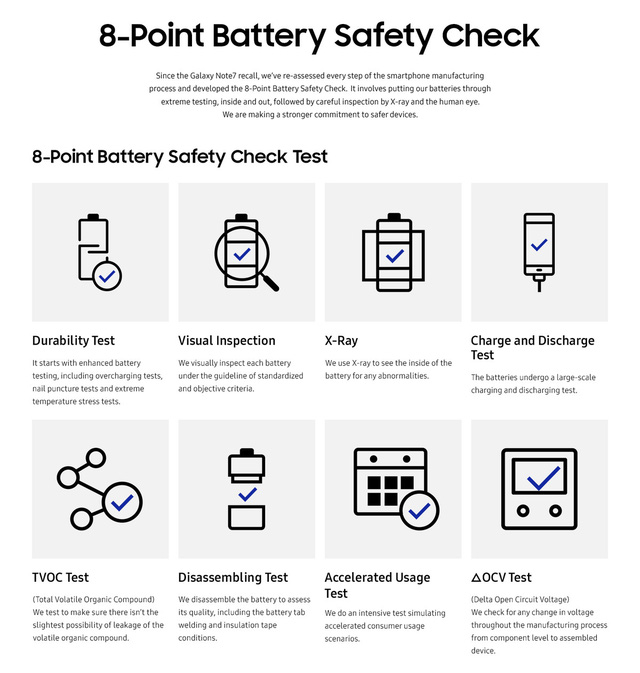 8-Point Battery Safety Check
Since the Galaxy Note7 recall, we've re-assessed every step of the smartphone manufacturing
process and developed the 8-Point Battery Safety Check. It involves putting our batteries through
extreme testing, inside and out, followed by careful inspection by X-ray and the human eye.
We are making a stronger commitment to safer devices.
8-Point Battery Safety Check Test
Durability Test
It starts with enhanced battery
testing, including overcharging tests,
nail puncture tests and extreme
temperature stress tests.
Visual Inspection
We visually inspect each battery
under the guideline of standardized
and objective criteria.
X-Ray
We use X-ray to see the inside of the
battery for any abnormalities.
Charge and Discharge
Test
The batteries undergo a large-scale
charging and discharging test.
TVOC Test
(Total Volatile Organic Compound)
We test to make sure there isn't the
slightest possibility of leakage of the
volatile organic compound.
Disassembling Test
We disassemble the battery to assess
its quality, including the battery tab
welding and insulation tape
conditions.
Accelerated Usage
Test
We do an intensive test simulating
accelerated consumer usage
scenarios.
△OCV Test
(Delta Open Circuit Voltage)
We check for any change in voltage
throughout the manufacturing process
from component level to assembled
device.